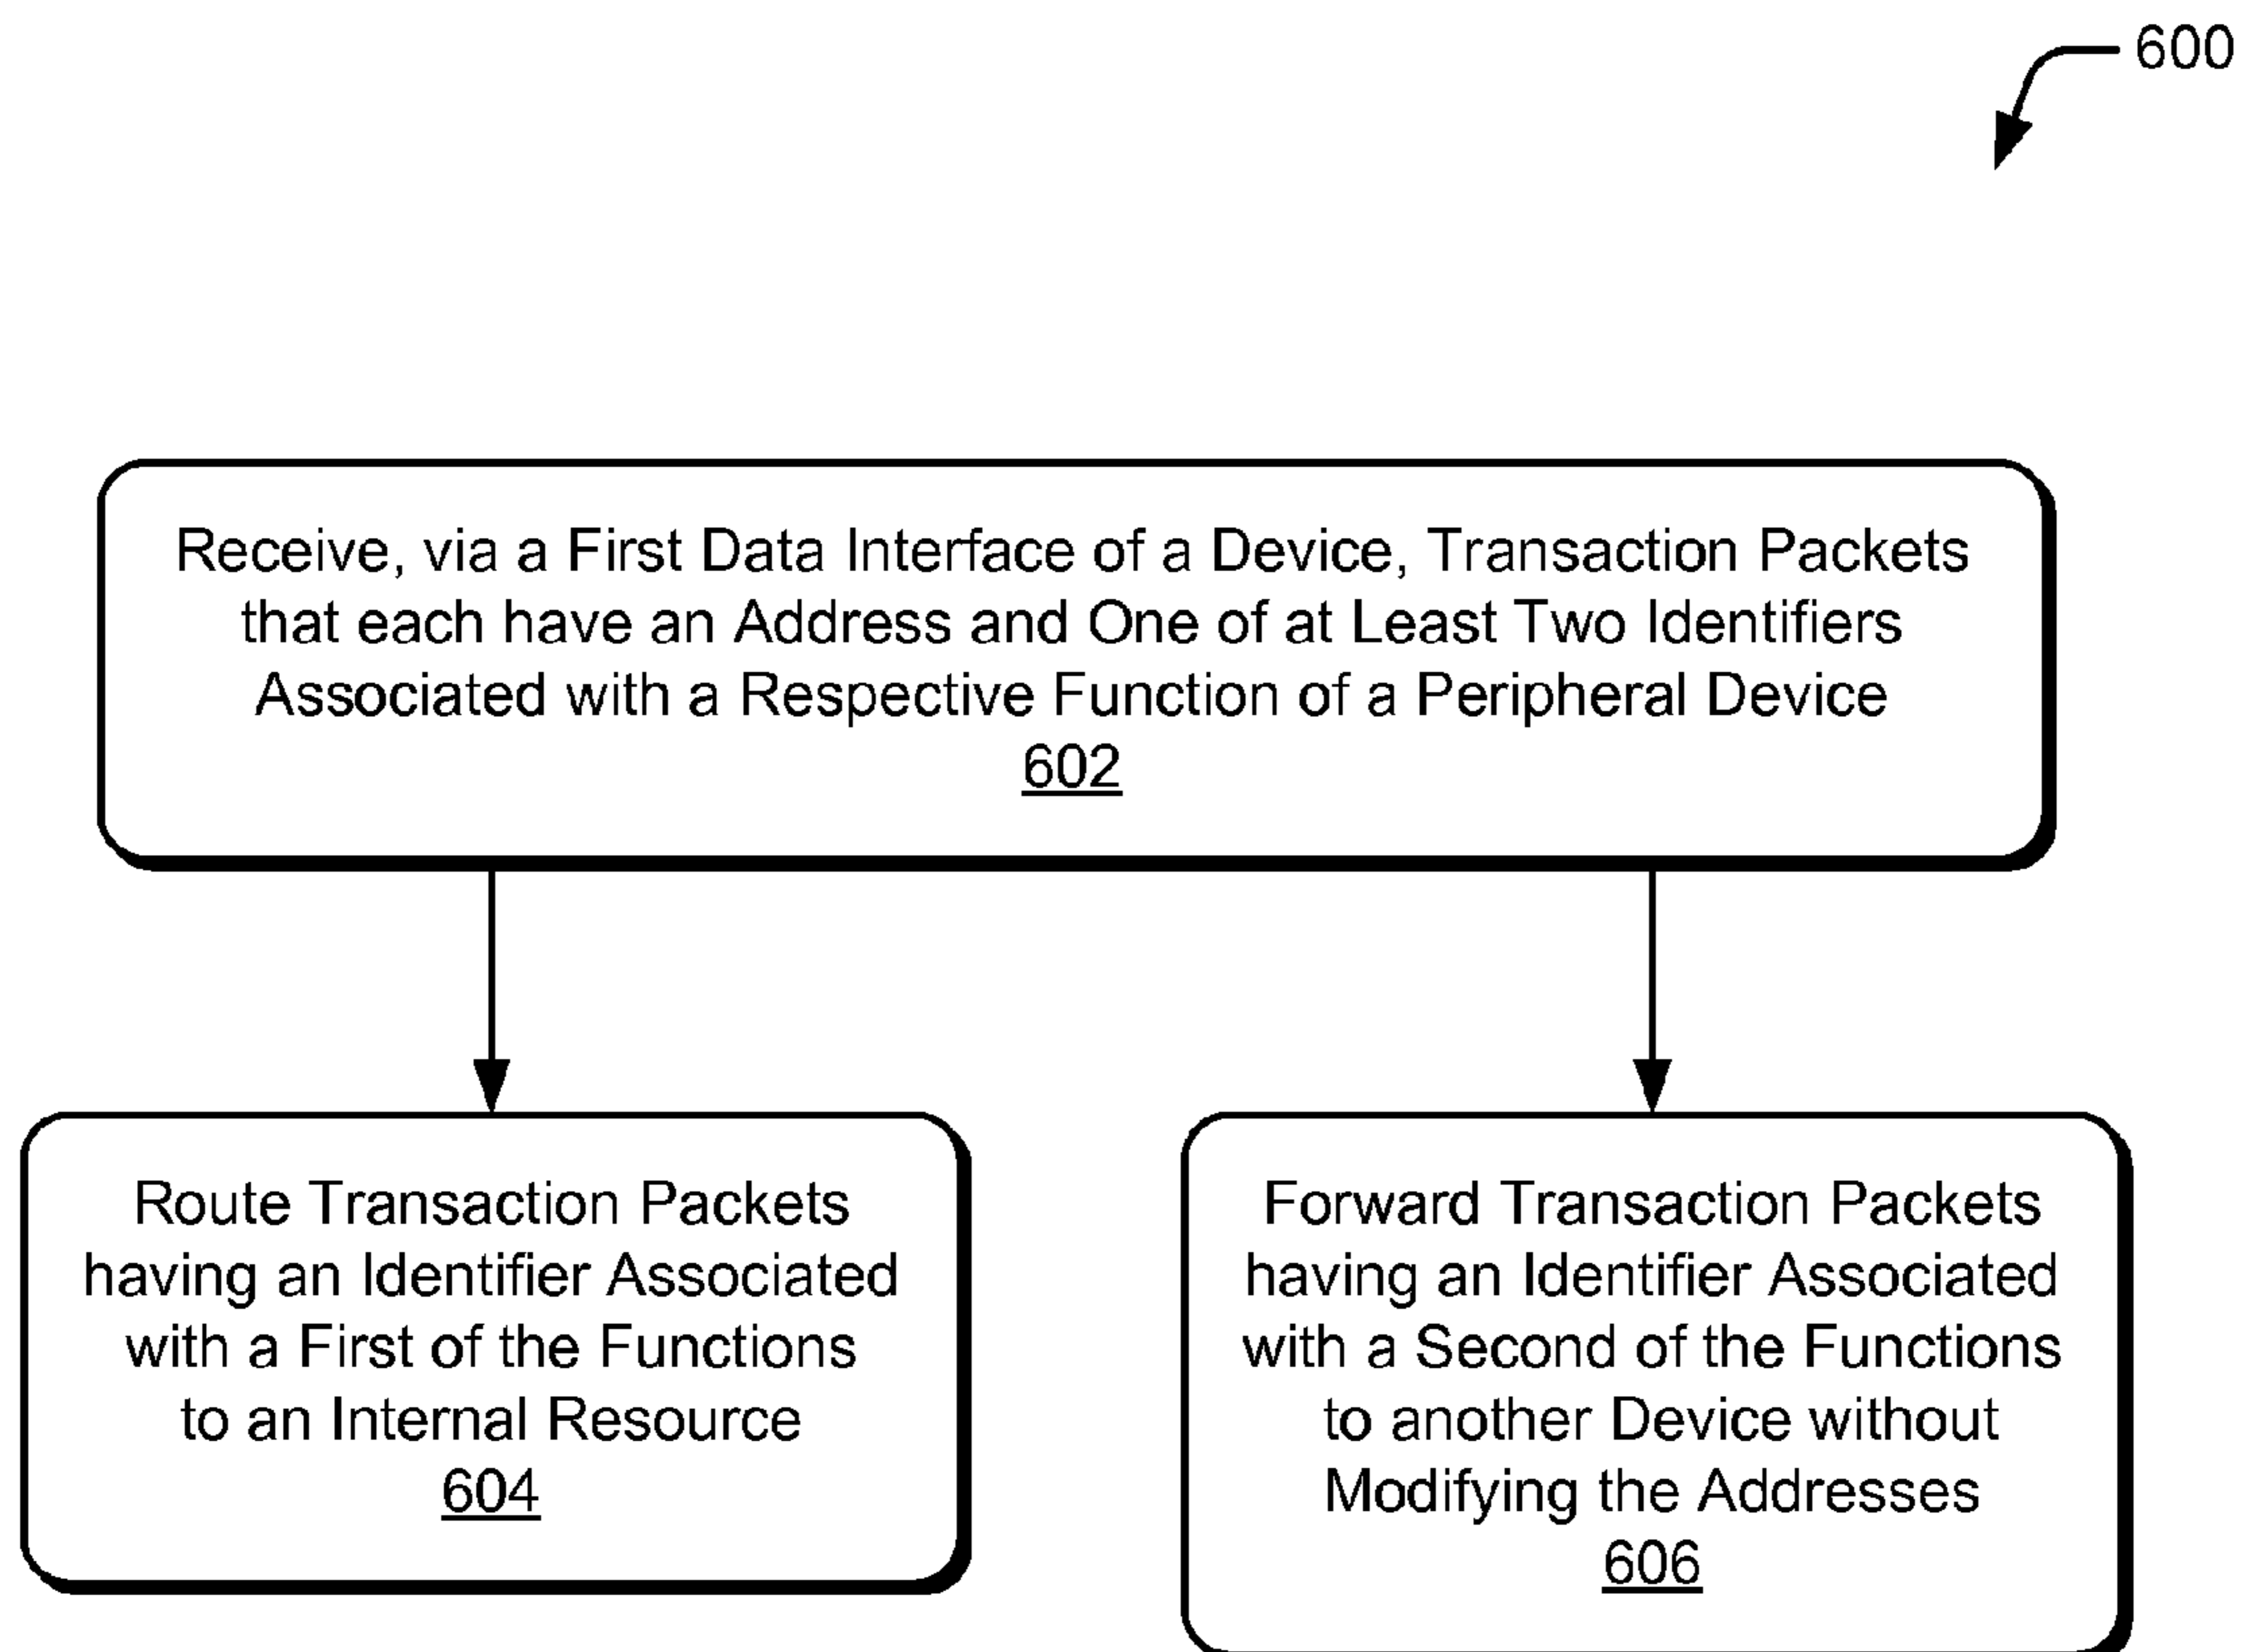 600
Receive, via a First Data Interface of a Device, Transaction Packets
that each have an Address and One of at Least Two Identifiers
Associated with a Respective Function of a Peripheral Device
602
Route Transaction Packets
having an Identifier Associated
with a First of the Functions
to an Internal Resource
604
Forward Transaction Packets
having an Identifier Associated
with a Second of the Functions
to another Device without
Modifying the Addresses
606